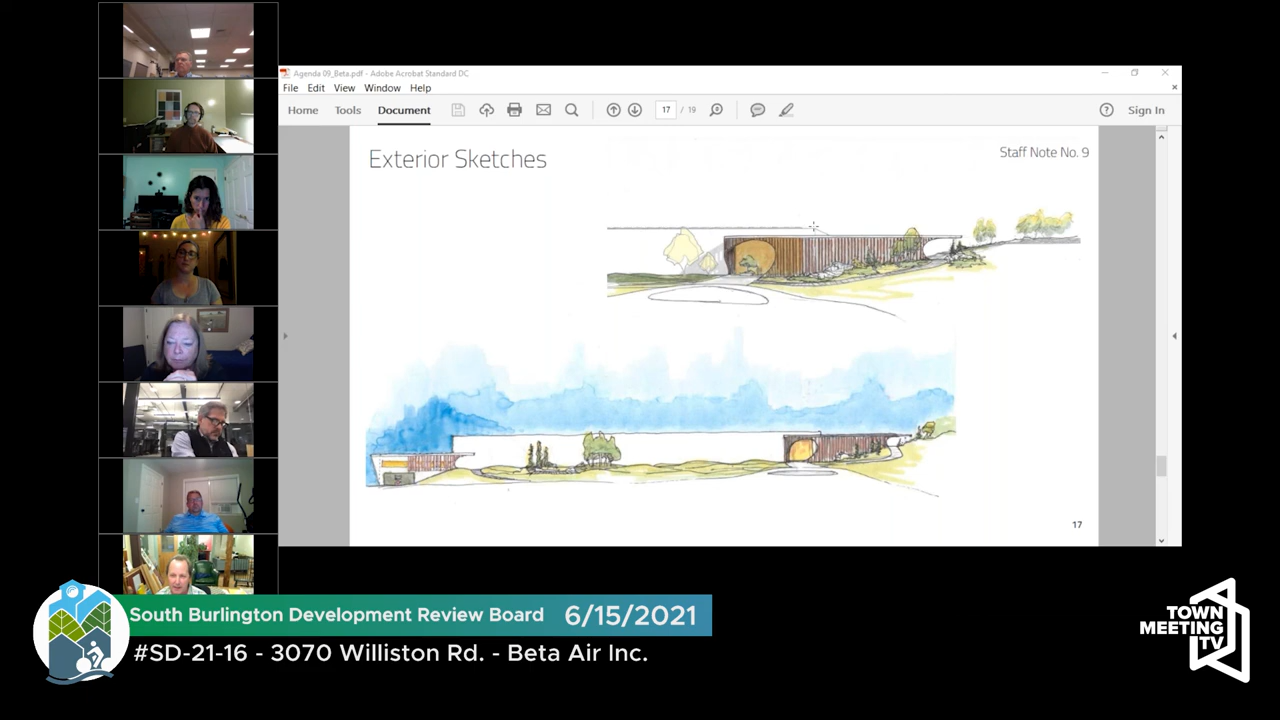 Agenda 09_Beta.pdf - Adobe Acrobat Standard DC
File Edit View Window Help
Home Tools Document 17 / 19 Sign In
Exterior Sketches
Staff Note No. 9
17
South Burlington Development Review Board 6/15/2021
#SD-21-16 - 3070 Williston Rd. - Beta Air Inc.
TOWN
MEETING
TV